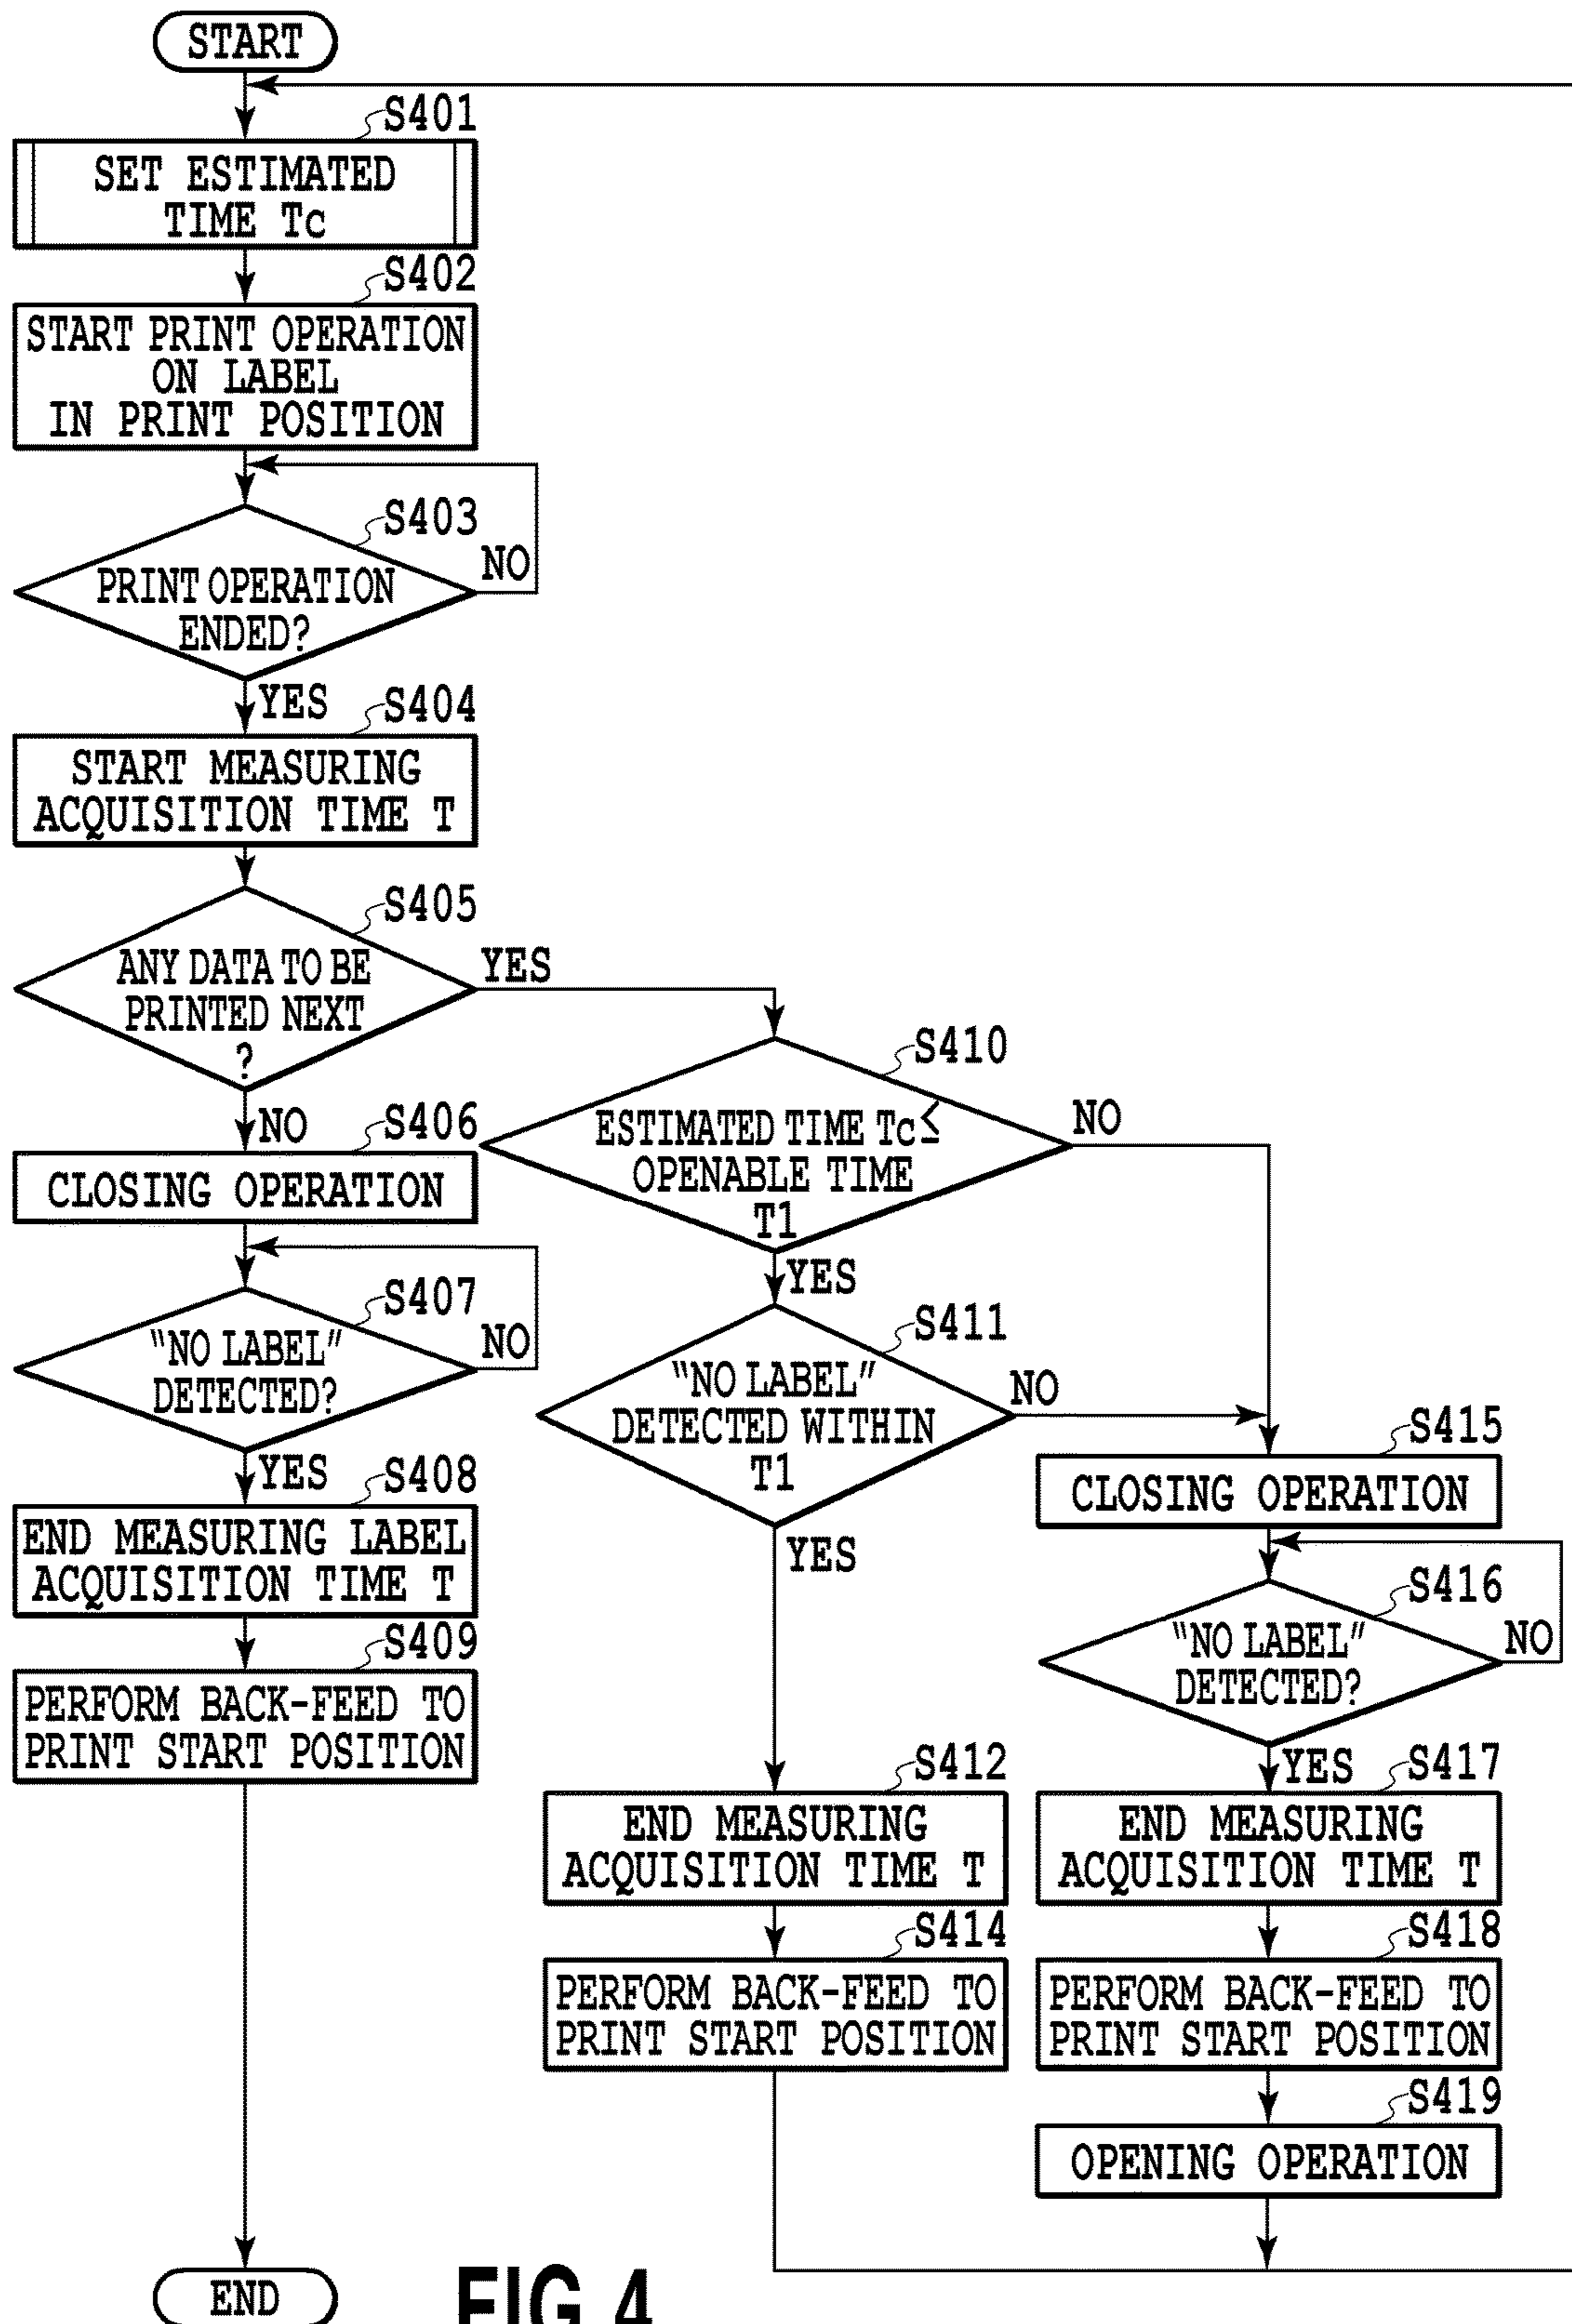 START
S401
SET ESTIMATED
TIME Tc
S402
START PRINT OPERATION
ON LABEL
IN PRINT POSITION
S403
PRINT OPERATION
ENDED?
NO
YES
S404
START MEASURING
ACQUISITION TIME T
S405
ANY DATA TO BE
PRINTED NEXT
?
YES
NO
S406
CLOSING OPERATION
S407
“NO LABEL”
DETECTED?
NO
YES
S408
END MEASURING LABEL
ACQUISITION TIME T
S409
PERFORM BACK-FEED TO
PRINT START POSITION
END
S410
ESTIMATED TIME Tc≤
OPENABLE TIME
T1
NO
YES
S411
“NO LABEL”
DETECTED WITHIN
T1
NO
YES
S412
END MEASURING
ACQUISITION TIME T
S414
PERFORM BACK-FEED TO
PRINT START POSITION
S415
CLOSING OPERATION
S416
“NO LABEL”
DETECTED?
NO
YES
S417
END MEASURING
ACQUISITION TIME T
S418
PERFORM BACK-FEED TO
PRINT START POSITION
S419
OPENING OPERATION
FIG.4